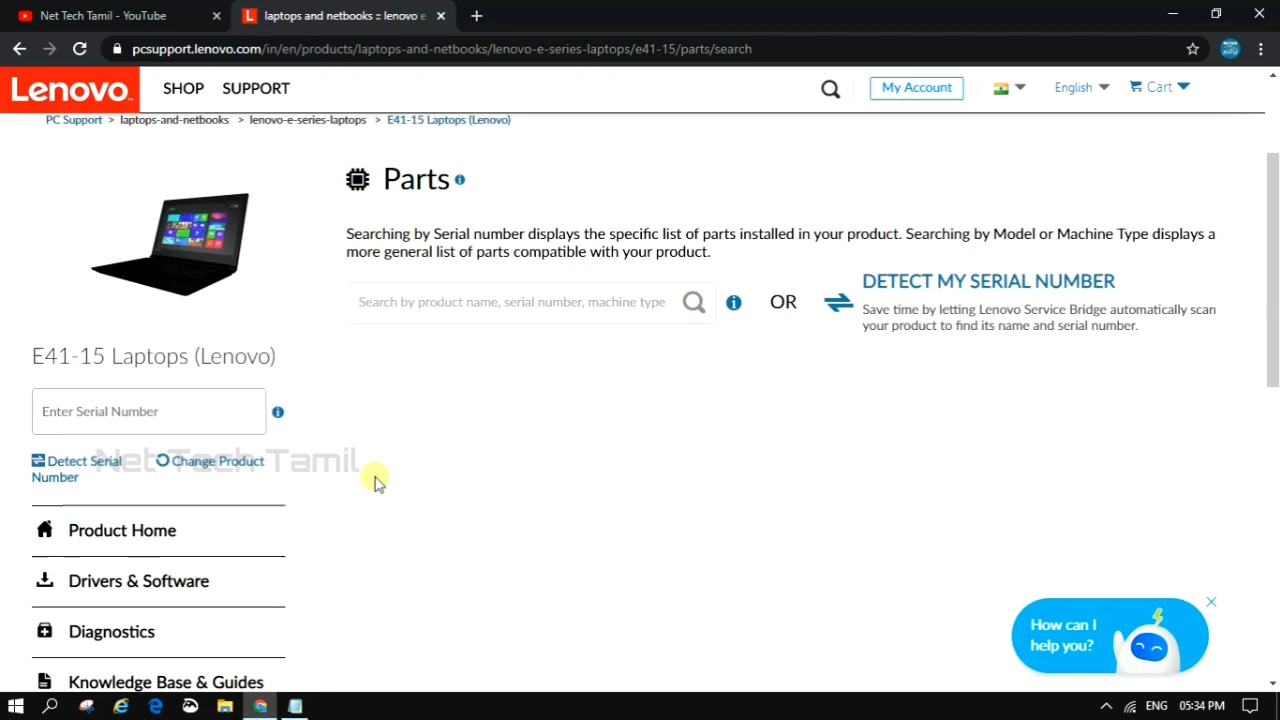 Net Tech Tamil - YouTube
laptops and netbooks :: lenovo e
pcsupport.lenovo.com/in/en/products/laptops-and-netbooks/lenovo-e-series-laptops/e41-15/parts/search
Lenovo
SHOP SUPPORT
My Account
English
Cart
PC Support > laptops-and-netbooks > lenovo-e-series-laptops > E41-15 Laptops (Lenovo)
Parts
Searching by Serial number displays the specific list of parts installed in your product. Searching by Model or Machine Type displays a
more general list of parts compatible with your product.
Search by product name, serial number, machine type
OR
DETECT MY SERIAL NUMBER
Save time by letting Lenovo Service Bridge automatically scan
your product to find its name and serial number.
E41-15 Laptops (Lenovo)
Enter Serial Number
Detect Serial
Number
Change Product
Net Tech Tamil
Product Home
Drivers & Software
Diagnostics
Knowledge Base & Guides
How can I
help you?
ENG 05:34 PM